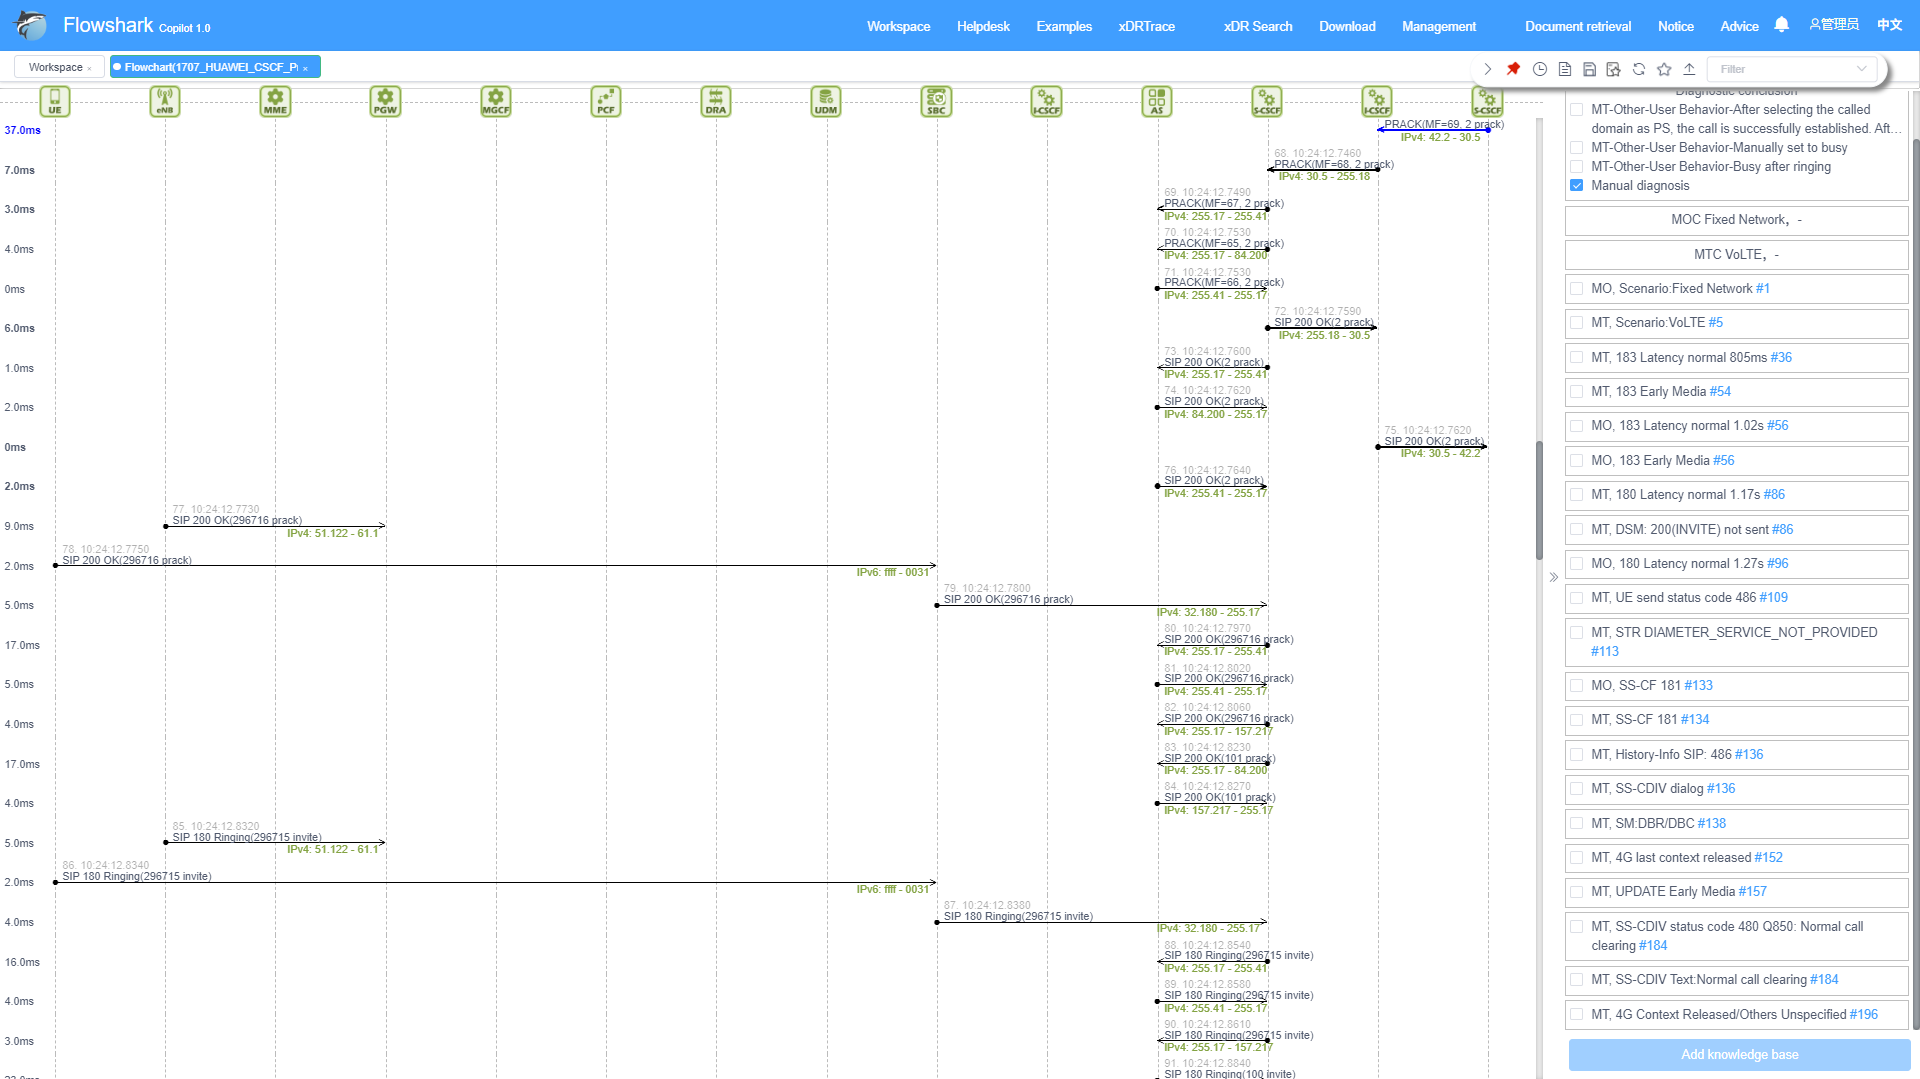 Flowshark Copilot 1.0
Workspace
Helpdesk
Examples
xDRTrace
xDR Search
Download
Management
Document retrieval
Notice
Advice
管理员
中文
Workspace ×
Flowchart(1707_HUAWEI_CSCF_P( ×
Filter
UE
eNB
MME
PGW
MGCF
PCF
DRA
UDM
SBC
I-CSCF
AS
S-CSCF
I-CSCF
S-CSCF
37.0ms
PRACK(MF=69, 2 prack)
IPv4: 42.2 - 30.5
7.0ms
68. 10:24:12.7460
PRACK(MF=68, 2 prack)
IPv4: 30.5 - 255.18
3.0ms
69. 10:24:12.7490
PRACK(MF=67, 2 prack)
IPv4: 255.17 - 255.41
4.0ms
70. 10:24:12.7530
PRACK(MF=65, 2 prack)
IPv4: 255.17 - 84.200
0ms
71. 10:24:12.7530
PRACK(MF=66, 2 prack)
IPv4: 255.41 - 255.17
6.0ms
72. 10:24:12.7590
SIP 200 OK(2 prack)
IPv4: 255.18 - 30.5
1.0ms
73. 10:24:12.7600
SIP 200 OK(2 prack)
IPv4: 255.17 - 255.41
2.0ms
74. 10:24:12.7620
SIP 200 OK(2 prack)
IPv4: 84.200 - 255.17
0ms
75. 10:24:12.7620
SIP 200 OK(2 prack)
IPv4: 30.5 - 42.2
2.0ms
76. 10:24:12.7640
SIP 200 OK(2 prack)
IPv4: 255.41 - 255.17
9.0ms
77. 10:24:12.7730
SIP 200 OK(296716 prack)
IPv4: 51.122 - 61.1
2.0ms
78. 10:24:12.7750
SIP 200 OK(296716 prack)
IPv6: ffff - 0031
5.0ms
79. 10:24:12.7800
SIP 200 OK(296716 prack)
IPv4: 32.180 - 255.17
17.0ms
80. 10:24:12.7970
SIP 200 OK(296716 prack)
IPv4: 255.17 - 255.41
5.0ms
81. 10:24:12.8020
SIP 200 OK(296716 prack)
IPv4: 255.41 - 255.17
4.0ms
82. 10:24:12.8060
SIP 200 OK(296716 prack)
IPv4: 255.17 - 157.217
17.0ms
83. 10:24:12.8230
SIP 200 OK(101 prack)
IPv4: 255.17 - 84.200
4.0ms
84. 10:24:12.8270
SIP 200 OK(101 prack)
IPv4: 157.217 - 255.17
5.0ms
85. 10:24:12.8320
SIP 180 Ringing(296715 invite)
IPv4: 51.122 - 61.1
2.0ms
86. 10:24:12.8340
SIP 180 Ringing(296715 invite)
IPv6: ffff - 0031
4.0ms
87. 10:24:12.8380
SIP 180 Ringing(296715 invite)
IPv4: 32.180 - 255.17
16.0ms
88. 10:24:12.8540
SIP 180 Ringing(296715 invite)
IPv4: 255.17 - 255.41
4.0ms
89. 10:24:12.8580
SIP 180 Ringing(296715 invite)
IPv4: 255.41 - 255.17
3.0ms
90. 10:24:12.8610
SIP 180 Ringing(296715 invite)
IPv4: 255.17 - 157.217
91. 10:24:12.8840
SIP 180 Ringing(100 invite)
Diagnostic conclusion
MT-Other-User Behavior-After selecting the called
domain as PS, the call is successfully established. Aft...
MT-Other-User Behavior-Manually set to busy
MT-Other-User Behavior-Busy after ringing
Manual diagnosis
MOC Fixed Network，-
MTC VoLTE，-
MO, Scenario:Fixed Network #1
MT, Scenario:VoLTE #5
MT, 183 Latency normal 805ms #36
MT, 183 Early Media #54
MO, 183 Latency normal 1.02s #56
MO, 183 Early Media #56
MT, 180 Latency normal 1.17s #86
MT, DSM: 200(INVITE) not sent #86
MO, 180 Latency normal 1.27s #96
MT, UE send status code 486 #109
MT, STR DIAMETER_SERVICE_NOT_PROVIDED
#113
MO, SS-CF 181 #133
MT, SS-CF 181 #134
MT, History-Info SIP: 486 #136
MT, SS-CDIV dialog #136
MT, SM:DBR/DBC #138
MT, 4G last context released #152
MT, UPDATE Early Media #157
MT, SS-CDIV status code 480 Q850: Normal call
clearing #184
MT, SS-CDIV Text:Normal call clearing #184
MT, 4G Context Released/Others Unspecified #196
Add knowledge base